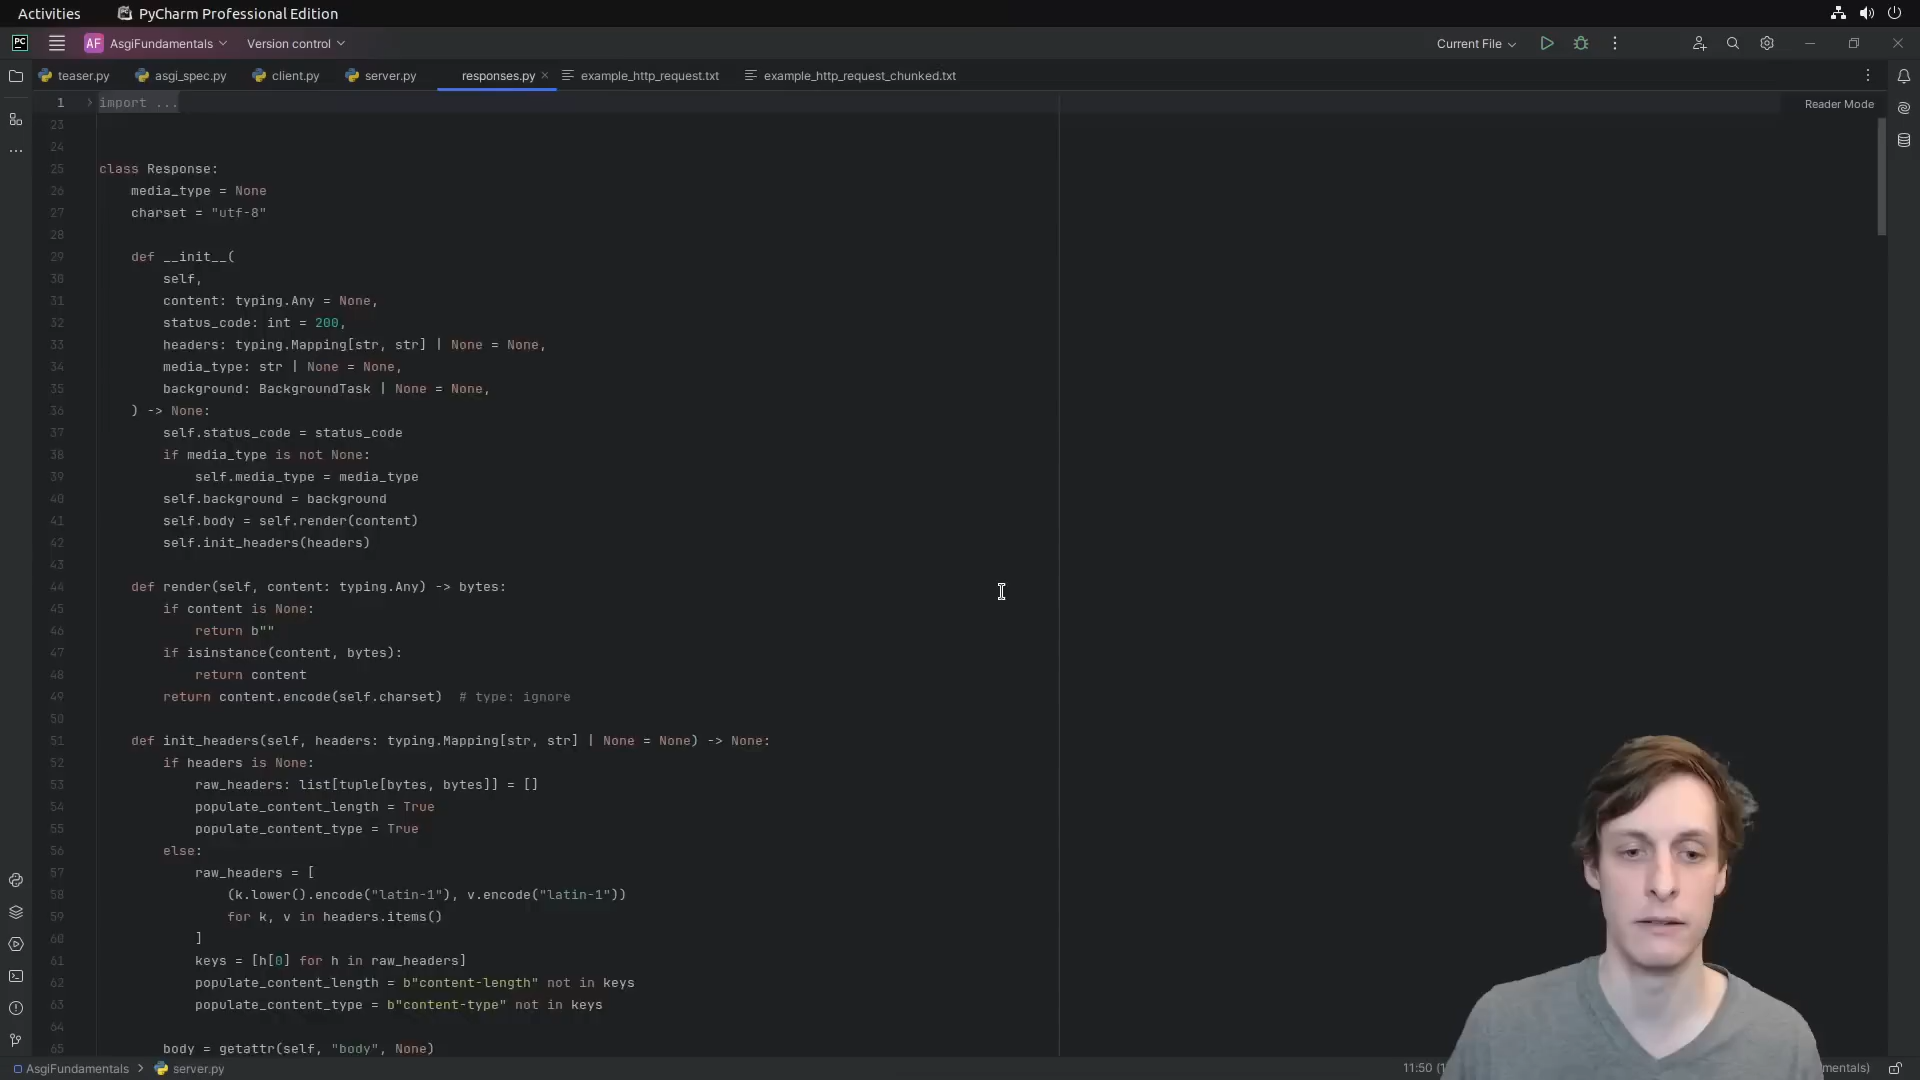 Activities PyCharm Professional Edition
PC AF AsgiFundamentals Version control Current File
teaser.py asgi_spec.py client.py server.py responses.py example_http_request.txt example_http_request_chunked.txt
Reader Mode
1 import ...
23
24
25 class Response:
26 media_type = None
27 charset = "utf-8"
28
29 def __init__(
30 self,
31 content: typing.Any = None,
32 status_code: int = 200,
33 headers: typing.Mapping[str, str] | None = None,
34 media_type: str | None = None,
35 background: BackgroundTask | None = None,
36 ) -> None:
37 self.status_code = status_code
38 if media_type is not None:
39 self.media_type = media_type
40 self.background = background
41 self.body = self.render(content)
42 self.init_headers(headers)
43
44 def render(self, content: typing.Any) -> bytes:
45 if content is None:
46 return b""
47 if isinstance(content, bytes):
48 return content
49 return content.encode(self.charset)  # type: ignore
50
51 def init_headers(self, headers: typing.Mapping[str, str] | None = None) -> None:
52 if headers is None:
53 raw_headers: list[tuple[bytes, bytes]] = []
54 populate_content_length = True
55 populate_content_type = True
56 else:
57 raw_headers = [
58 (k.lower().encode("latin-1"), v.encode("latin-1"))
59 for k, v in headers.items()
60 ]
61 keys = [h[0] for h in raw_headers]
62 populate_content_length = b"content-length" not in keys
63 populate_content_type = b"content-type" not in keys
64
65 body = getattr(self, "body", None)
AsgiFundamentals > server.py 11:50 (1 mentals)